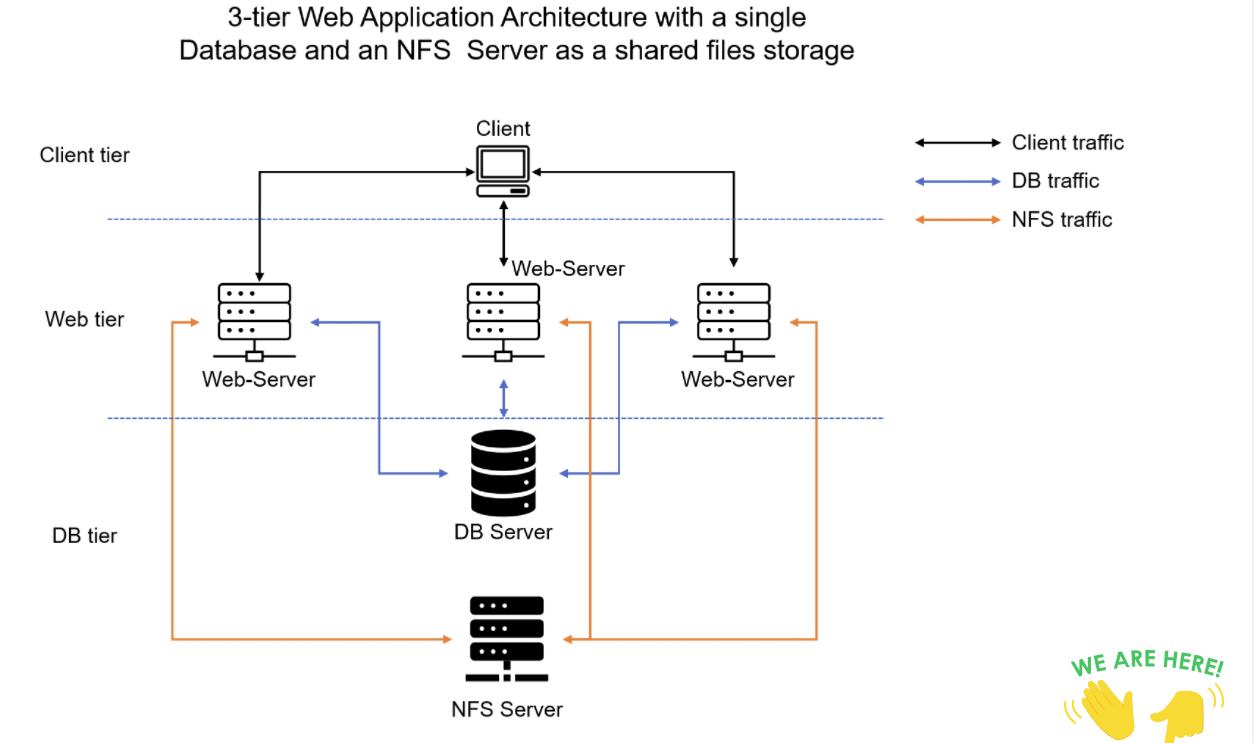 3-tier Web Application Architecture with a single
Database and an NFS Server as a shared files storage
Client
Client tier
Client traffic
DB traffic
NFS traffic
Web-Server
Web tier
Web-Server
Web-Server
DB Server
DB tier
NFS Server
WE ARE HERE!